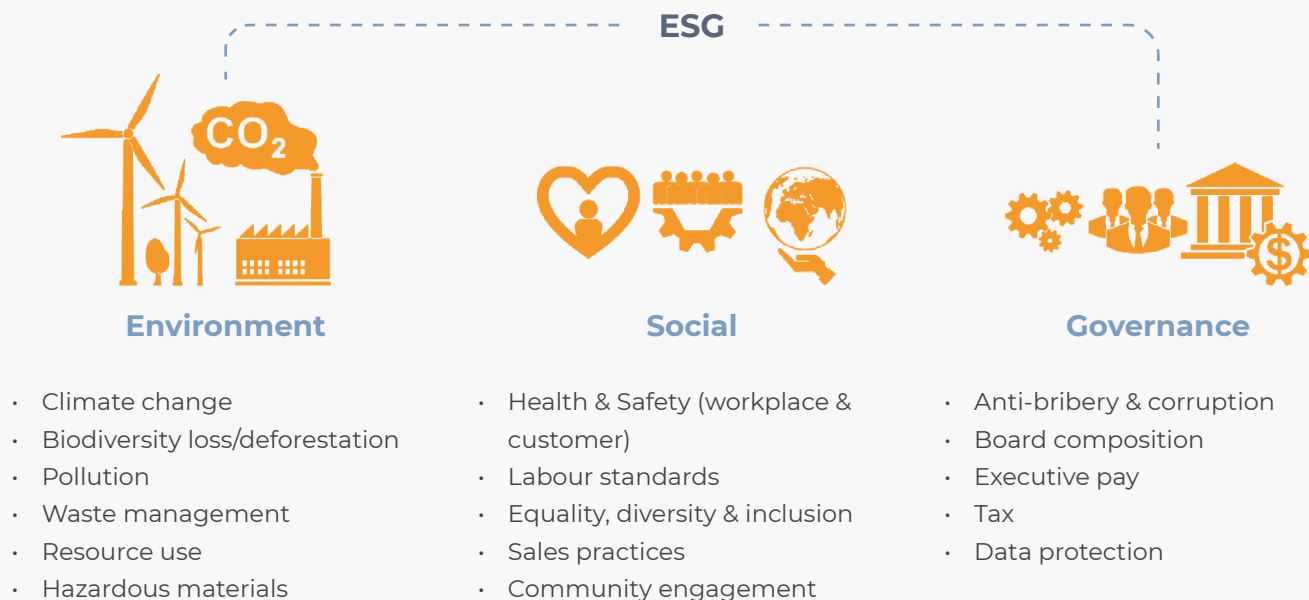 ESG
CO₂
$
Environment
• Climate change
• Biodiversity loss/deforestation
• Pollution
• Waste management
• Resource use
• Hazardous materials
Social
• Health & Safety (workplace &
customer)
• Labour standards
• Equality, diversity & inclusion
• Sales practices
• Community engagement
Governance
• Anti-bribery & corruption
• Board composition
• Executive pay
• Tax
• Data protection